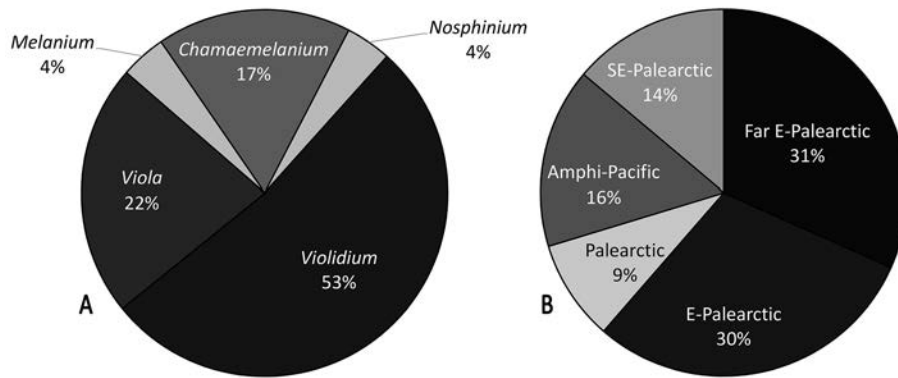 Melanium
4%
Chamaemelanium
17%
Nosphinium
4%
Viola
22%
Violidium
53%
A
SE-Palearctic
14%
Far E-Palearctic
31%
Amphi-Pacific
16%
Palearctic
9%
E-Palearctic
30%
B